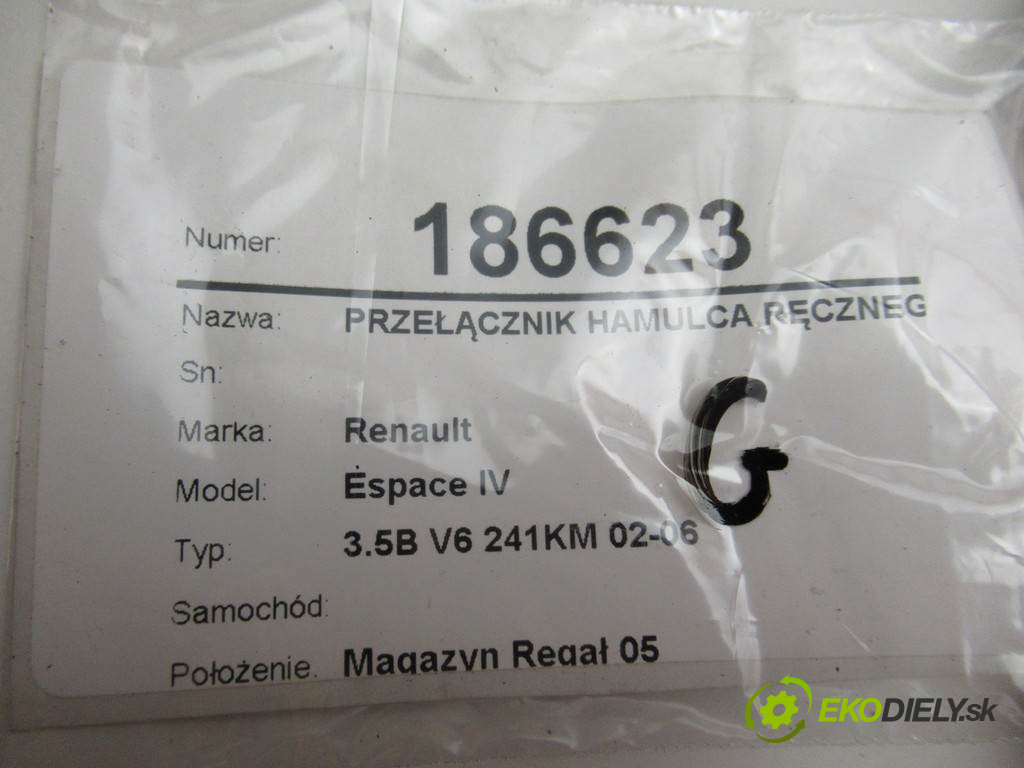 Numer: 186623
Nazwa: PRZEŁĄCZNIK HAMULCA RĘCZNEG
Sn:
Marka: Renault
G
Model: Espace IV
Typ: 3.5B V6 241KM 02-06
Samochód:
Położenie. Magazyn Regał 05
EKODIELY.sk